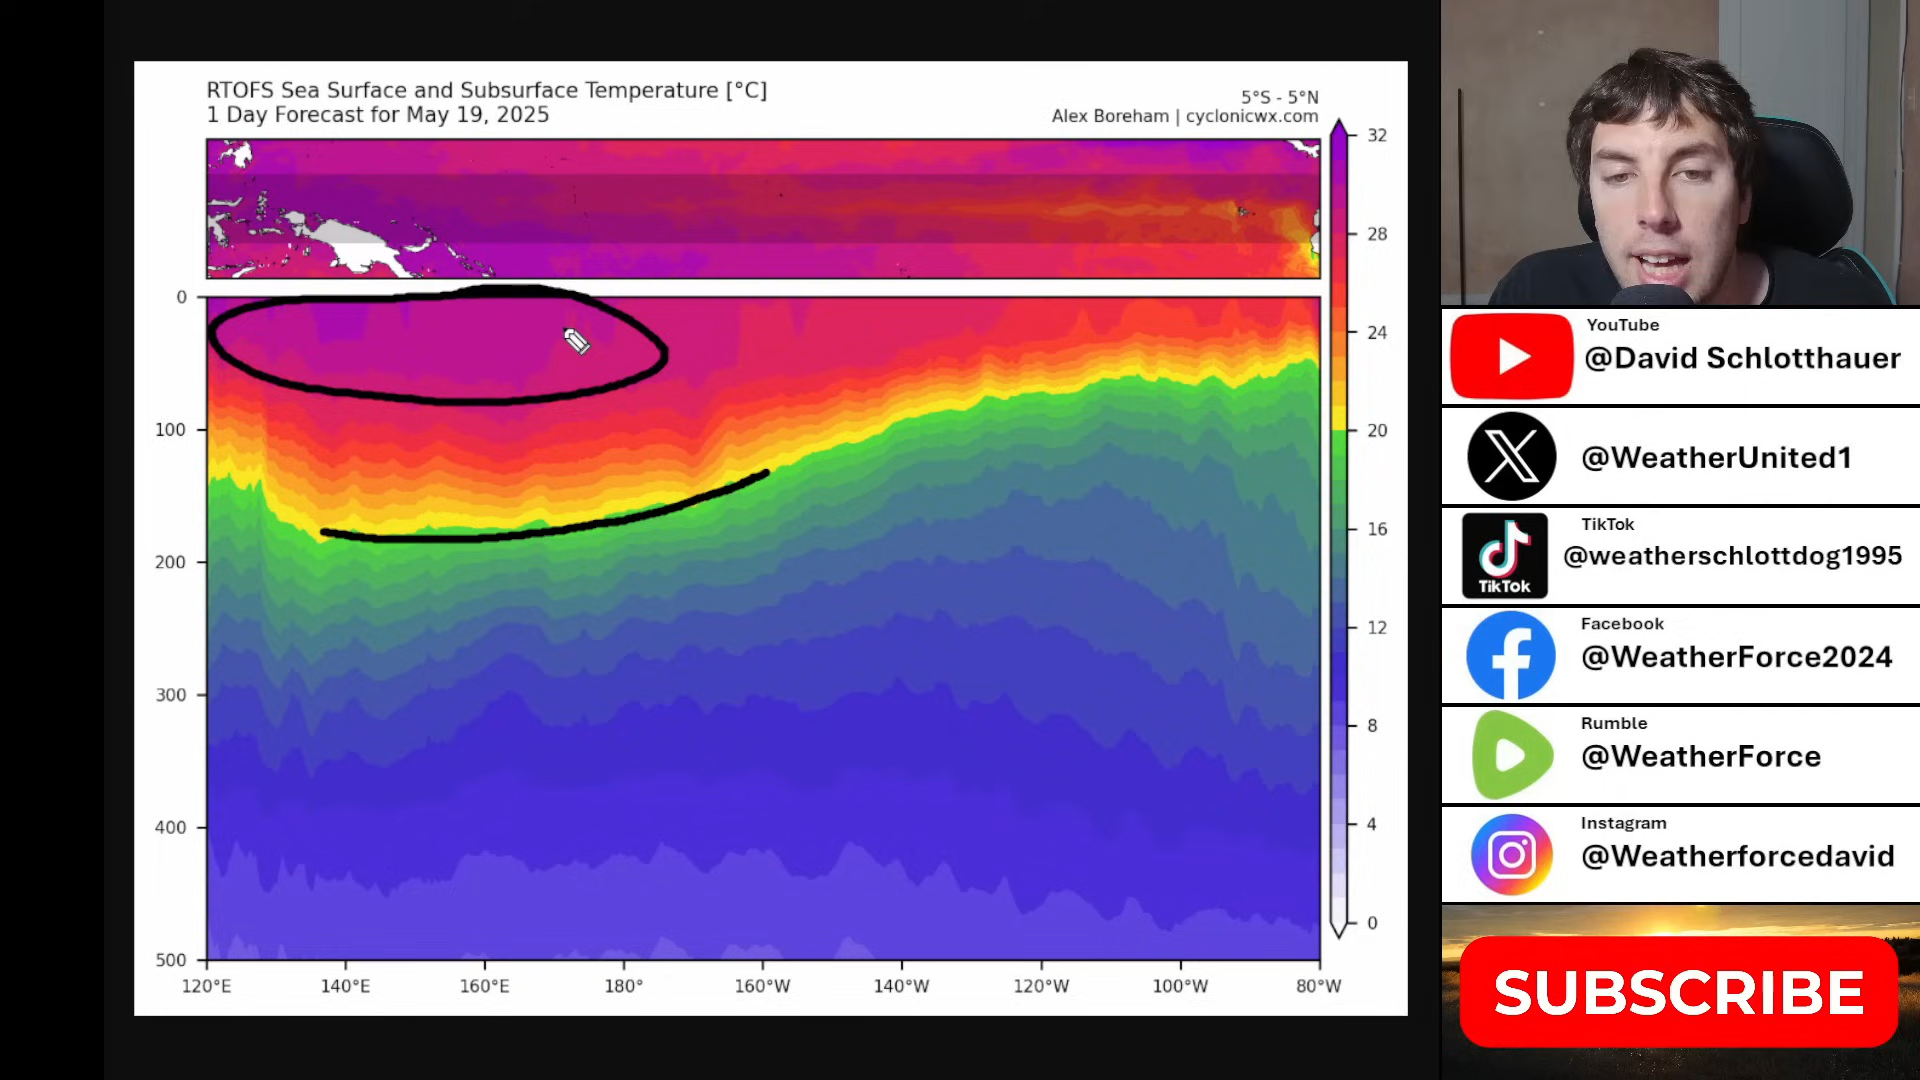 RTOFS Sea Surface and Subsurface Temperature [°C]
1 Day Forecast for May 19, 2025
5°S - 5°N
Alex Boreham | cyclonicwx.com
32
28
24
20
16
12
8
4
0
0
100
200
300
400
500
120°E
140°E
160°E
180°
160°W
140°W
120°W
100°W
80°W
YouTube
@David Schlotthauer
@WeatherUnited1
TikTok
TikTok
@weatherschlottdog1995
Facebook
@WeatherForce2024
Rumble
@WeatherForce
Instagram
@Weatherforcedavid
SUBSCRIBE